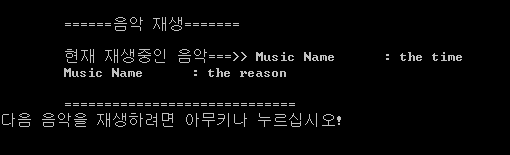 ======음악 재생=======
현재 재생중인 음악===>> Music Name : the time
Music Name : the reason
=============================
다음 음악을 재생하려면 아무키나 누르십시오!